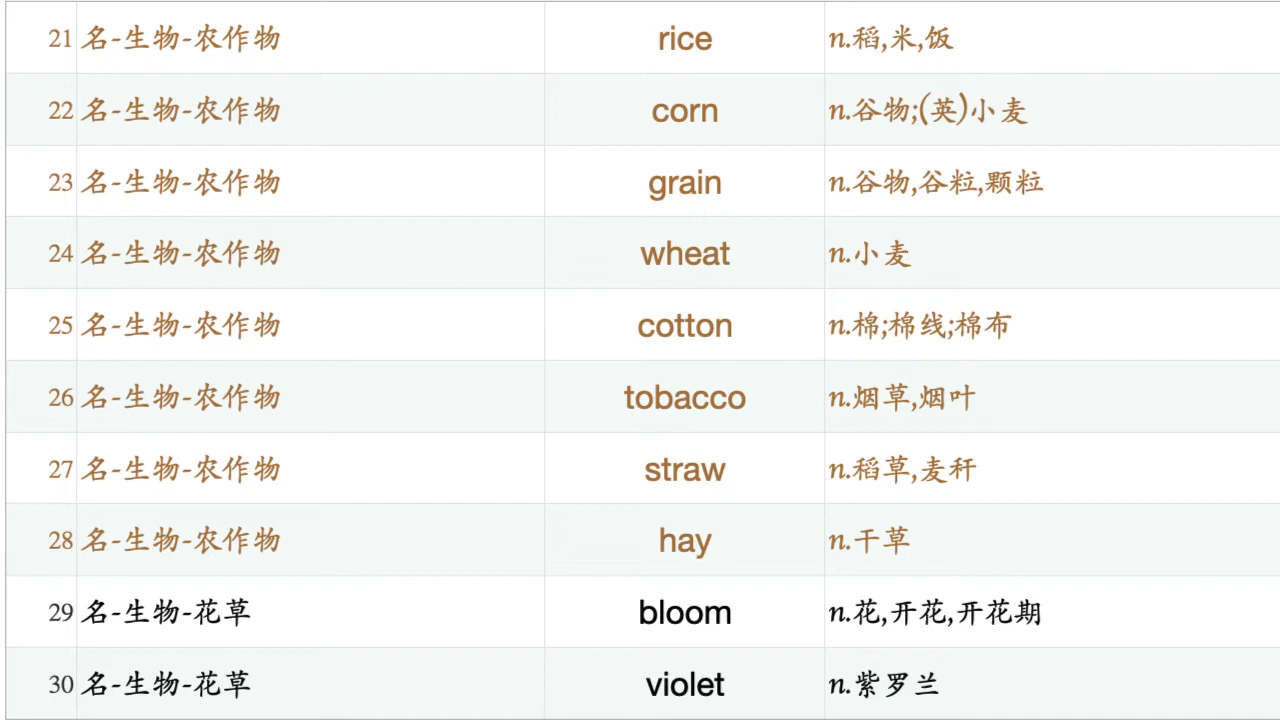 21 名-生物-农作物 rice n.稻,米,饭
22 名-生物-农作物 corn n.谷物;(英)小麦
23 名-生物-农作物 grain n.谷物,谷粒,颗粒
24 名-生物-农作物 wheat n.小麦
25 名-生物-农作物 cotton n.棉;棉线;棉布
26 名-生物-农作物 tobacco n.烟草,烟叶
27 名-生物-农作物 straw n.稻草,麦秆
28 名-生物-农作物 hay n.干草
29 名-生物-花草 bloom n.花,开花,开花期
30 名-生物-花草 violet n.紫罗兰